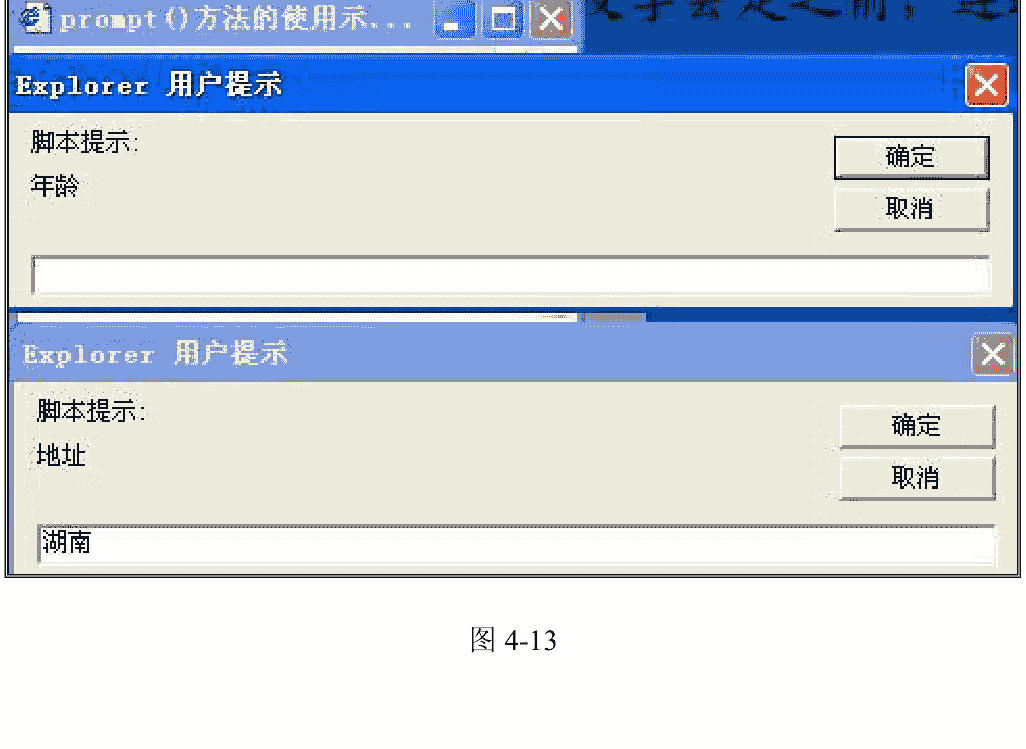 prompt()方法的使用示...
Explorer 用户提示
脚本提示:
确定
年龄
取消
Explorer 用户提示
脚本提示:
确定
地址
取消
湖南
图 4-13